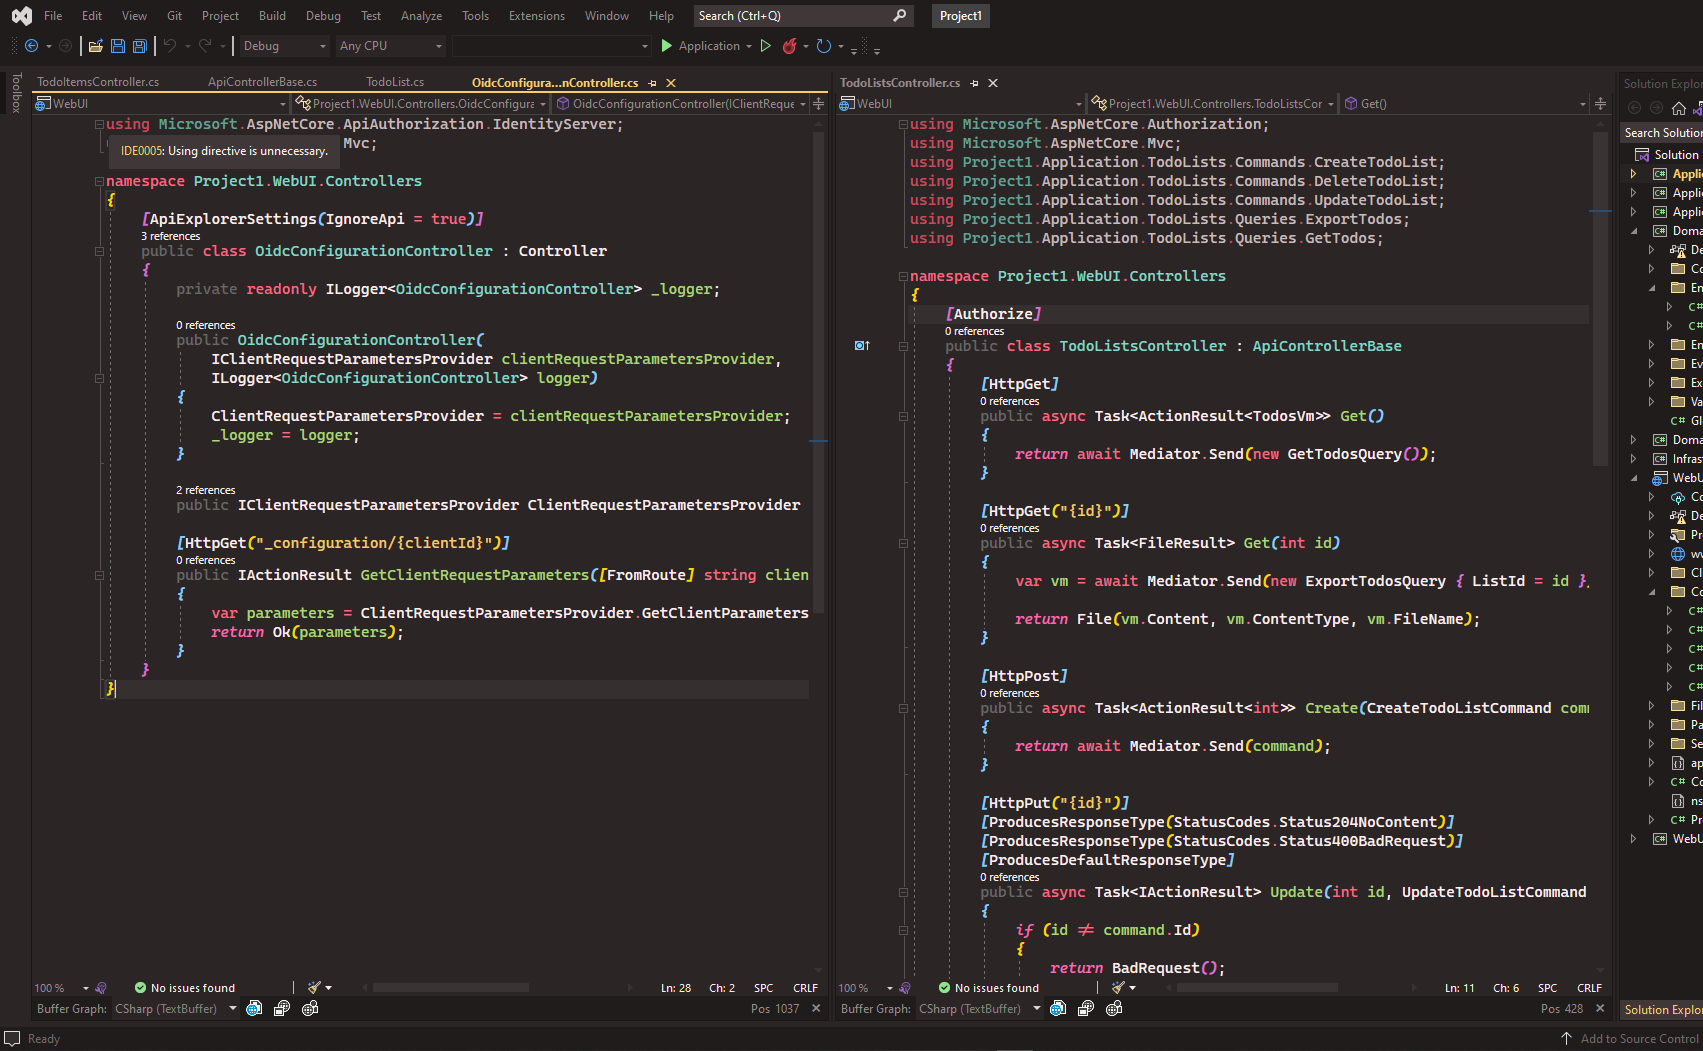 File Edit View Git Project Build Debug Test Analyze Tools Extensions Window Help Search (Ctrl+Q) Project1
Debug Any CPU Application
Toolbox
TodoItemsController.cs ApiControllerBase.cs TodoList.cs OidcConfigura...nController.cs
WebUI Project1.WebUI.Controllers.OidcConfigura OidcConfigurationController(IClientReque
using Microsoft.AspNetCore.ApiAuthorization.IdentityServer;
IDE0005: Using directive is unnecessary. Mvc;
namespace Project1.WebUI.Controllers
{
[ApiExplorerSettings(IgnoreApi = true)]
3 references
public class OidcConfigurationController : Controller
{
private readonly ILogger<OidcConfigurationController> _logger;
0 references
public OidcConfigurationController(
IClientRequestParametersProvider clientRequestParametersProvider,
ILogger<OidcConfigurationController> logger)
{
ClientRequestParametersProvider = clientRequestParametersProvider;
_logger = logger;
}
2 references
public IClientRequestParametersProvider ClientRequestParametersProvider
[HttpGet("_configuration/{clientId}")]
0 references
public IActionResult GetClientRequestParameters([FromRoute] string clien
{
var parameters = ClientRequestParametersProvider.GetClientParameters
return Ok(parameters);
}
}
}
100 % No issues found Ln: 28 Ch: 2 SPC CRLF
Buffer Graph: CSharp (TextBuffer) Pos 1037
TodoListsController.cs
WebUI Project1.WebUI.Controllers.TodoListsCor Get()
using Microsoft.AspNetCore.Authorization;
using Microsoft.AspNetCore.Mvc;
using Project1.Application.TodoLists.Commands.CreateTodoList;
using Project1.Application.TodoLists.Commands.DeleteTodoList;
using Project1.Application.TodoLists.Commands.UpdateTodoList;
using Project1.Application.TodoLists.Queries.ExportTodos;
using Project1.Application.TodoLists.Queries.GetTodos;
namespace Project1.WebUI.Controllers
{
[Authorize]
0 references
public class TodoListsController : ApiControllerBase
{
[HttpGet]
0 references
public async Task<ActionResult<TodosVm>> Get()
{
return await Mediator.Send(new GetTodosQuery());
}
[HttpGet("{id}")]
0 references
public async Task<FileResult> Get(int id)
{
var vm = await Mediator.Send(new ExportTodosQuery { ListId = id }
return File(vm.Content, vm.ContentType, vm.FileName);
}
[HttpPost]
0 references
public async Task<ActionResult<int>> Create(CreateTodoListCommand com
{
return await Mediator.Send(command);
}
[HttpPut("{id}")]
[ProducesResponseType(StatusCodes.Status204NoContent)]
[ProducesResponseType(StatusCodes.Status400BadRequest)]
[ProducesDefaultResponseType]
0 references
public async Task<IActionResult> Update(int id, UpdateTodoListCommand
{
if (id ≠ command.Id)
{
return BadRequest();
100 % No issues found Ln: 11 Ch: 6 SPC CRLF
Buffer Graph: CSharp (TextBuffer) Pos 428
Solution Explo
Search Solutio
Solution
Appli
Appli
Appli
Doma
De
Co
En
C#
C#
En
Ev
Ex
Va
C# Gl
Doma
Infras
WebU
Co
De
Pr
ww
Cl
Co
C#
C#
C#
C#
C#
Fil
Pa
Se
ap
C# Co
ns
C# Pr
WebU
Solution Explo
Ready Add to Source Control